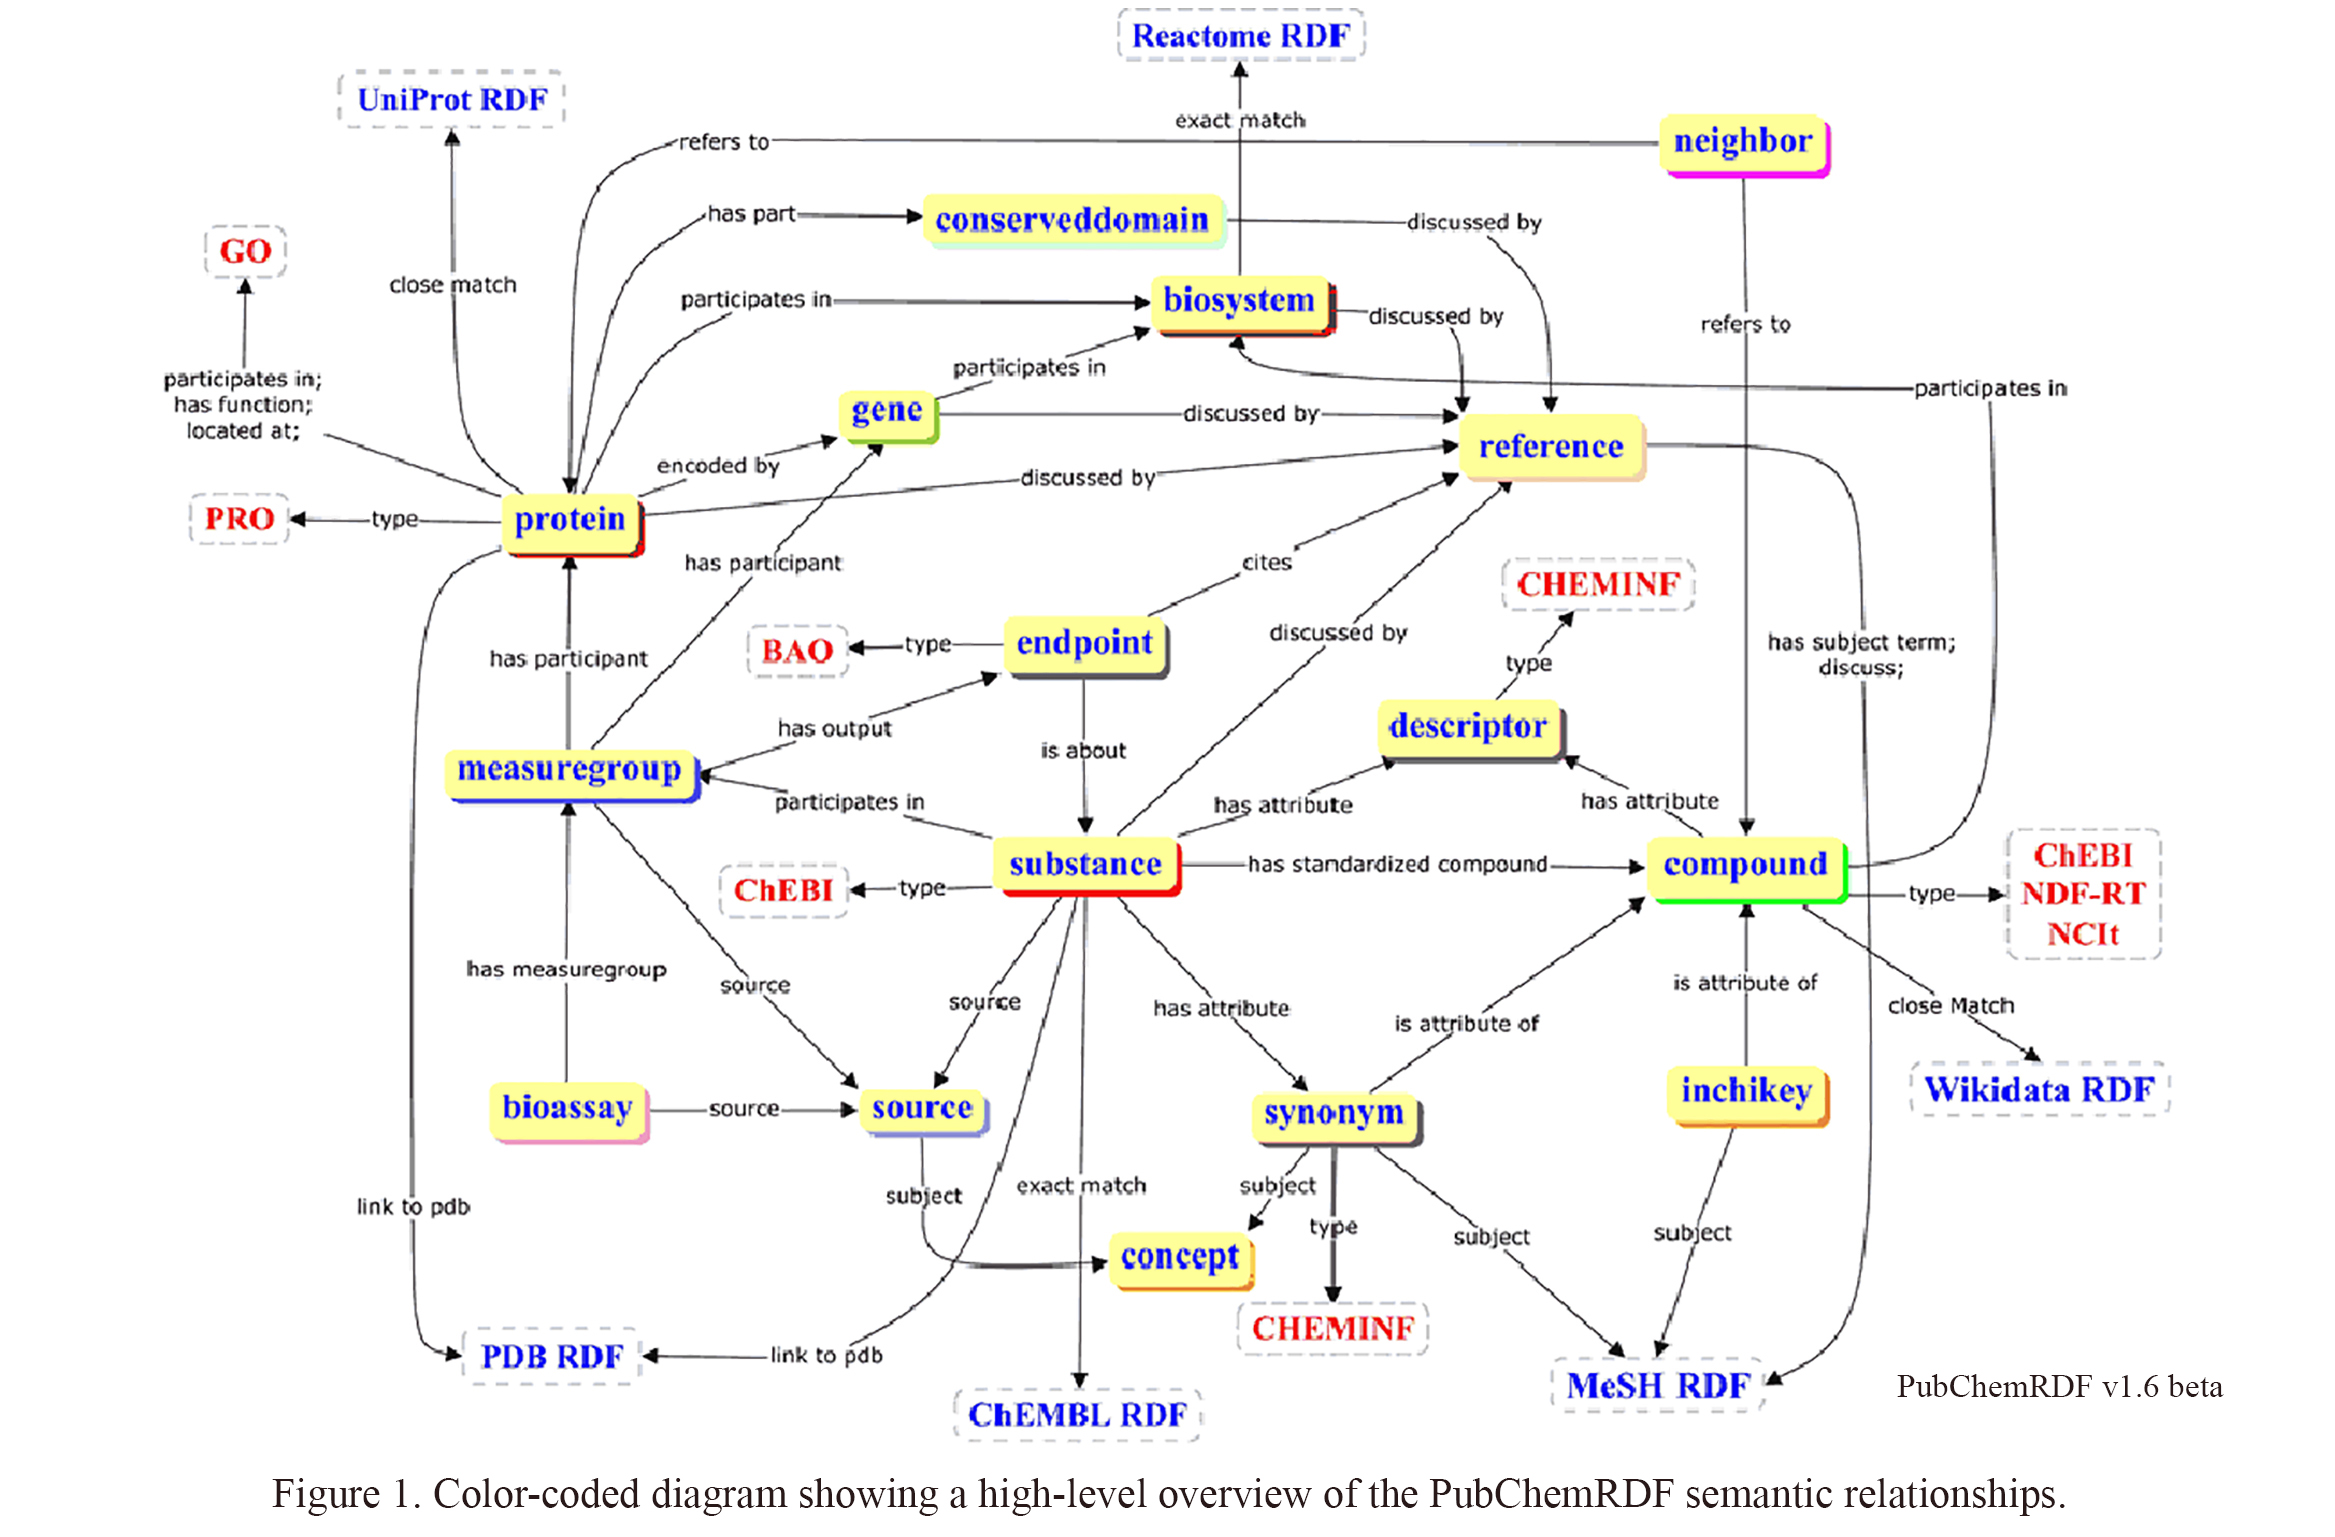 Reactome RDF
UniProt RDF
exact match
refers to
neighbor
has part
conserveddomain
discussed by
GO
close match
participates in
biosystem
discussed by
refers to
participates in;
has function;
located at;
partiicipates in
participates in
gene
discussed by
reference
encoded by
discussed by
PRO
type
protein
has participant
cites
CHEMINF
has participant
BAO
type
endpoint
discussed by
type
has subject term;
discuss;
has output
is about
descriptor
measuregroup
participates in
has attribute
has attribute
substance
has standardized compound
compound
ChEBI
type
ChEBI
NDF-RT
NCIt
type
has measuregroup
source
source
has attribute
is attribute of
is attribute of
close Match
bioassay
source
source
synonym
inchikey
Wikidata RDF
link to pdb
subject
exact match
subject
type
subject
subject
concept
CHEMINF
PDB RDF
link to pdb
ChEMBL RDF
MeSH RDF
PubChemRDF v1.6 beta
Figure 1. Color-coded diagram showing a high-level overview of the PubChemRDF semantic relationships.